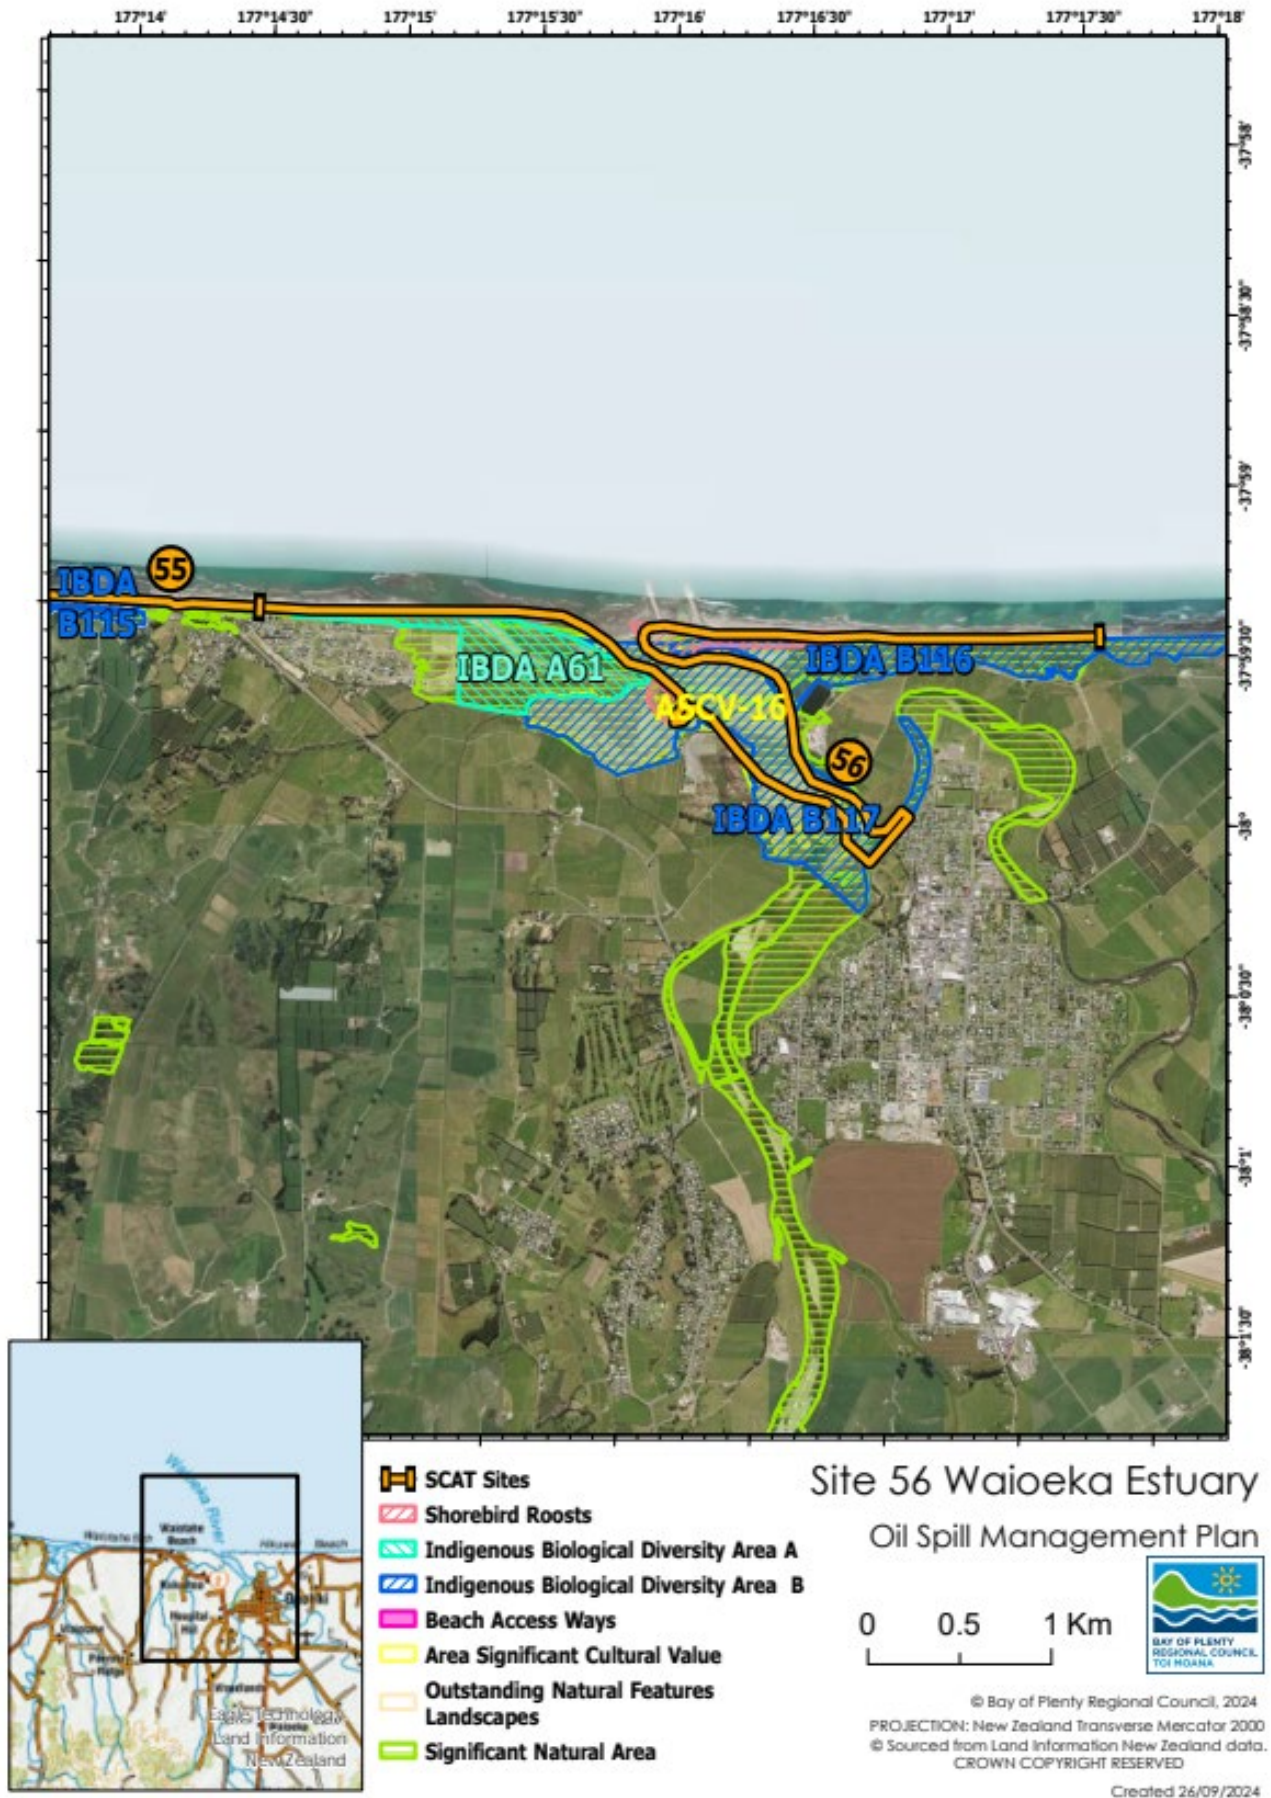 177°14' 177°14'30" 177°15' 177°15'30" 177°16' 177°16'30" 177°17' 177°17'30" 177°18'
-37°58'
-37°58'30"
-37°59'
-37°59'30"
-38°
-38°0'30"
-38°1'
-38°1'30"
55
IBDA
B115
IBDA A61
IBDA B116
ASCV-16
56
IBDA B117
Waioeka River
Waiotahe
Beach
Beach
Hospital
Hill
Eagle Technology,
Land Information
New Zealand
SCAT Sites
Shorebird Roosts
Indigenous Biological Diversity Area A
Indigenous Biological Diversity Area B
Beach Access Ways
Area Significant Cultural Value
Outstanding Natural Features
Landscapes
Significant Natural Area
Site 56 Waioeka Estuary
Oil Spill Management Plan
0 0.5 1 Km
BAY OF PLENTY
REGIONAL COUNCIL
TOI MOANA
© Bay of Plenty Regional Council, 2024
PROJECTION: New Zealand Transverse Mercator 2000
© Sourced from Land Information New Zealand data.
CROWN COPYRIGHT RESERVED
Created 26/09/2024